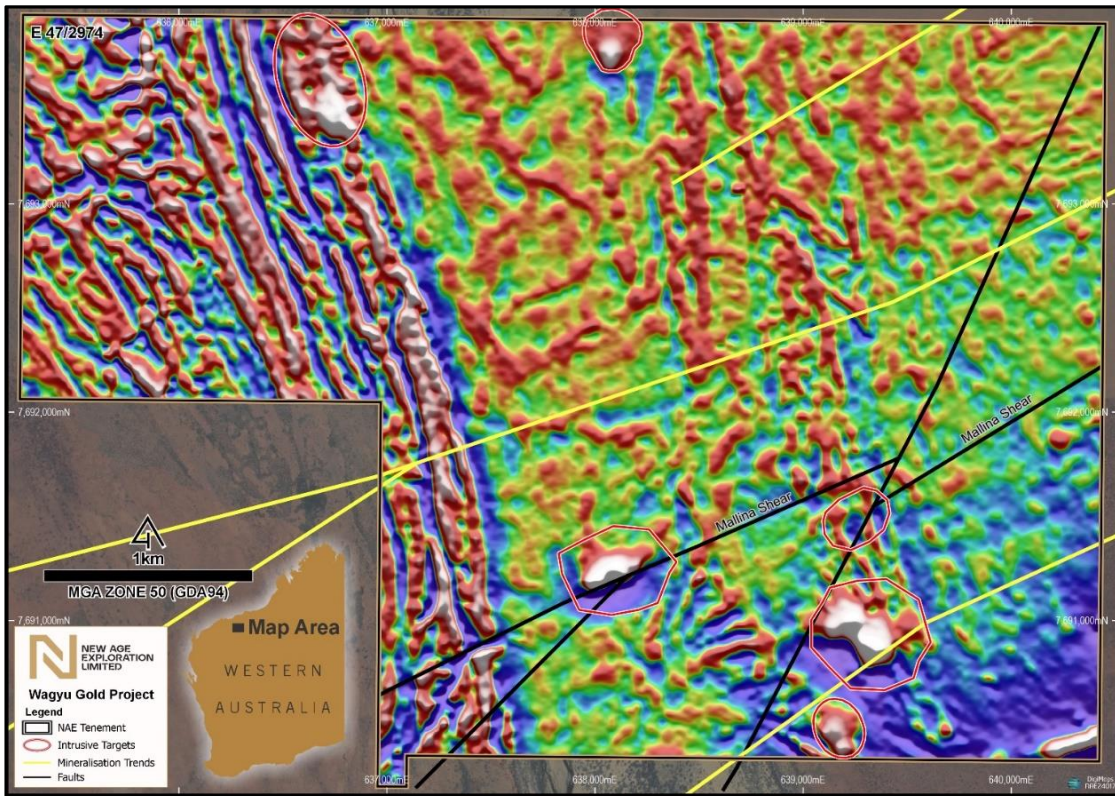 E 47/2974
636,000mE
637,000mE
638,000mE
639,000mE
640,000mE
7,693,000mN
7,693,000mN
7,692,000mN
7,692,000mN
Mallina Shear
Mallina Shear
1km
MGA ZONE 50 (GDA94)
7,691,000mN
7,691,000mN
Map Area
WESTERN
AUSTRALIA
NEW AGE
EXPLORATION
LIMITED
Wagyu Gold Project
Legend
NAE Tenement
Intrusive Targets
Mineralisation Trends
Faults
637,000mE
638,000mE
639,000mE
640,000mE
DigiMaps